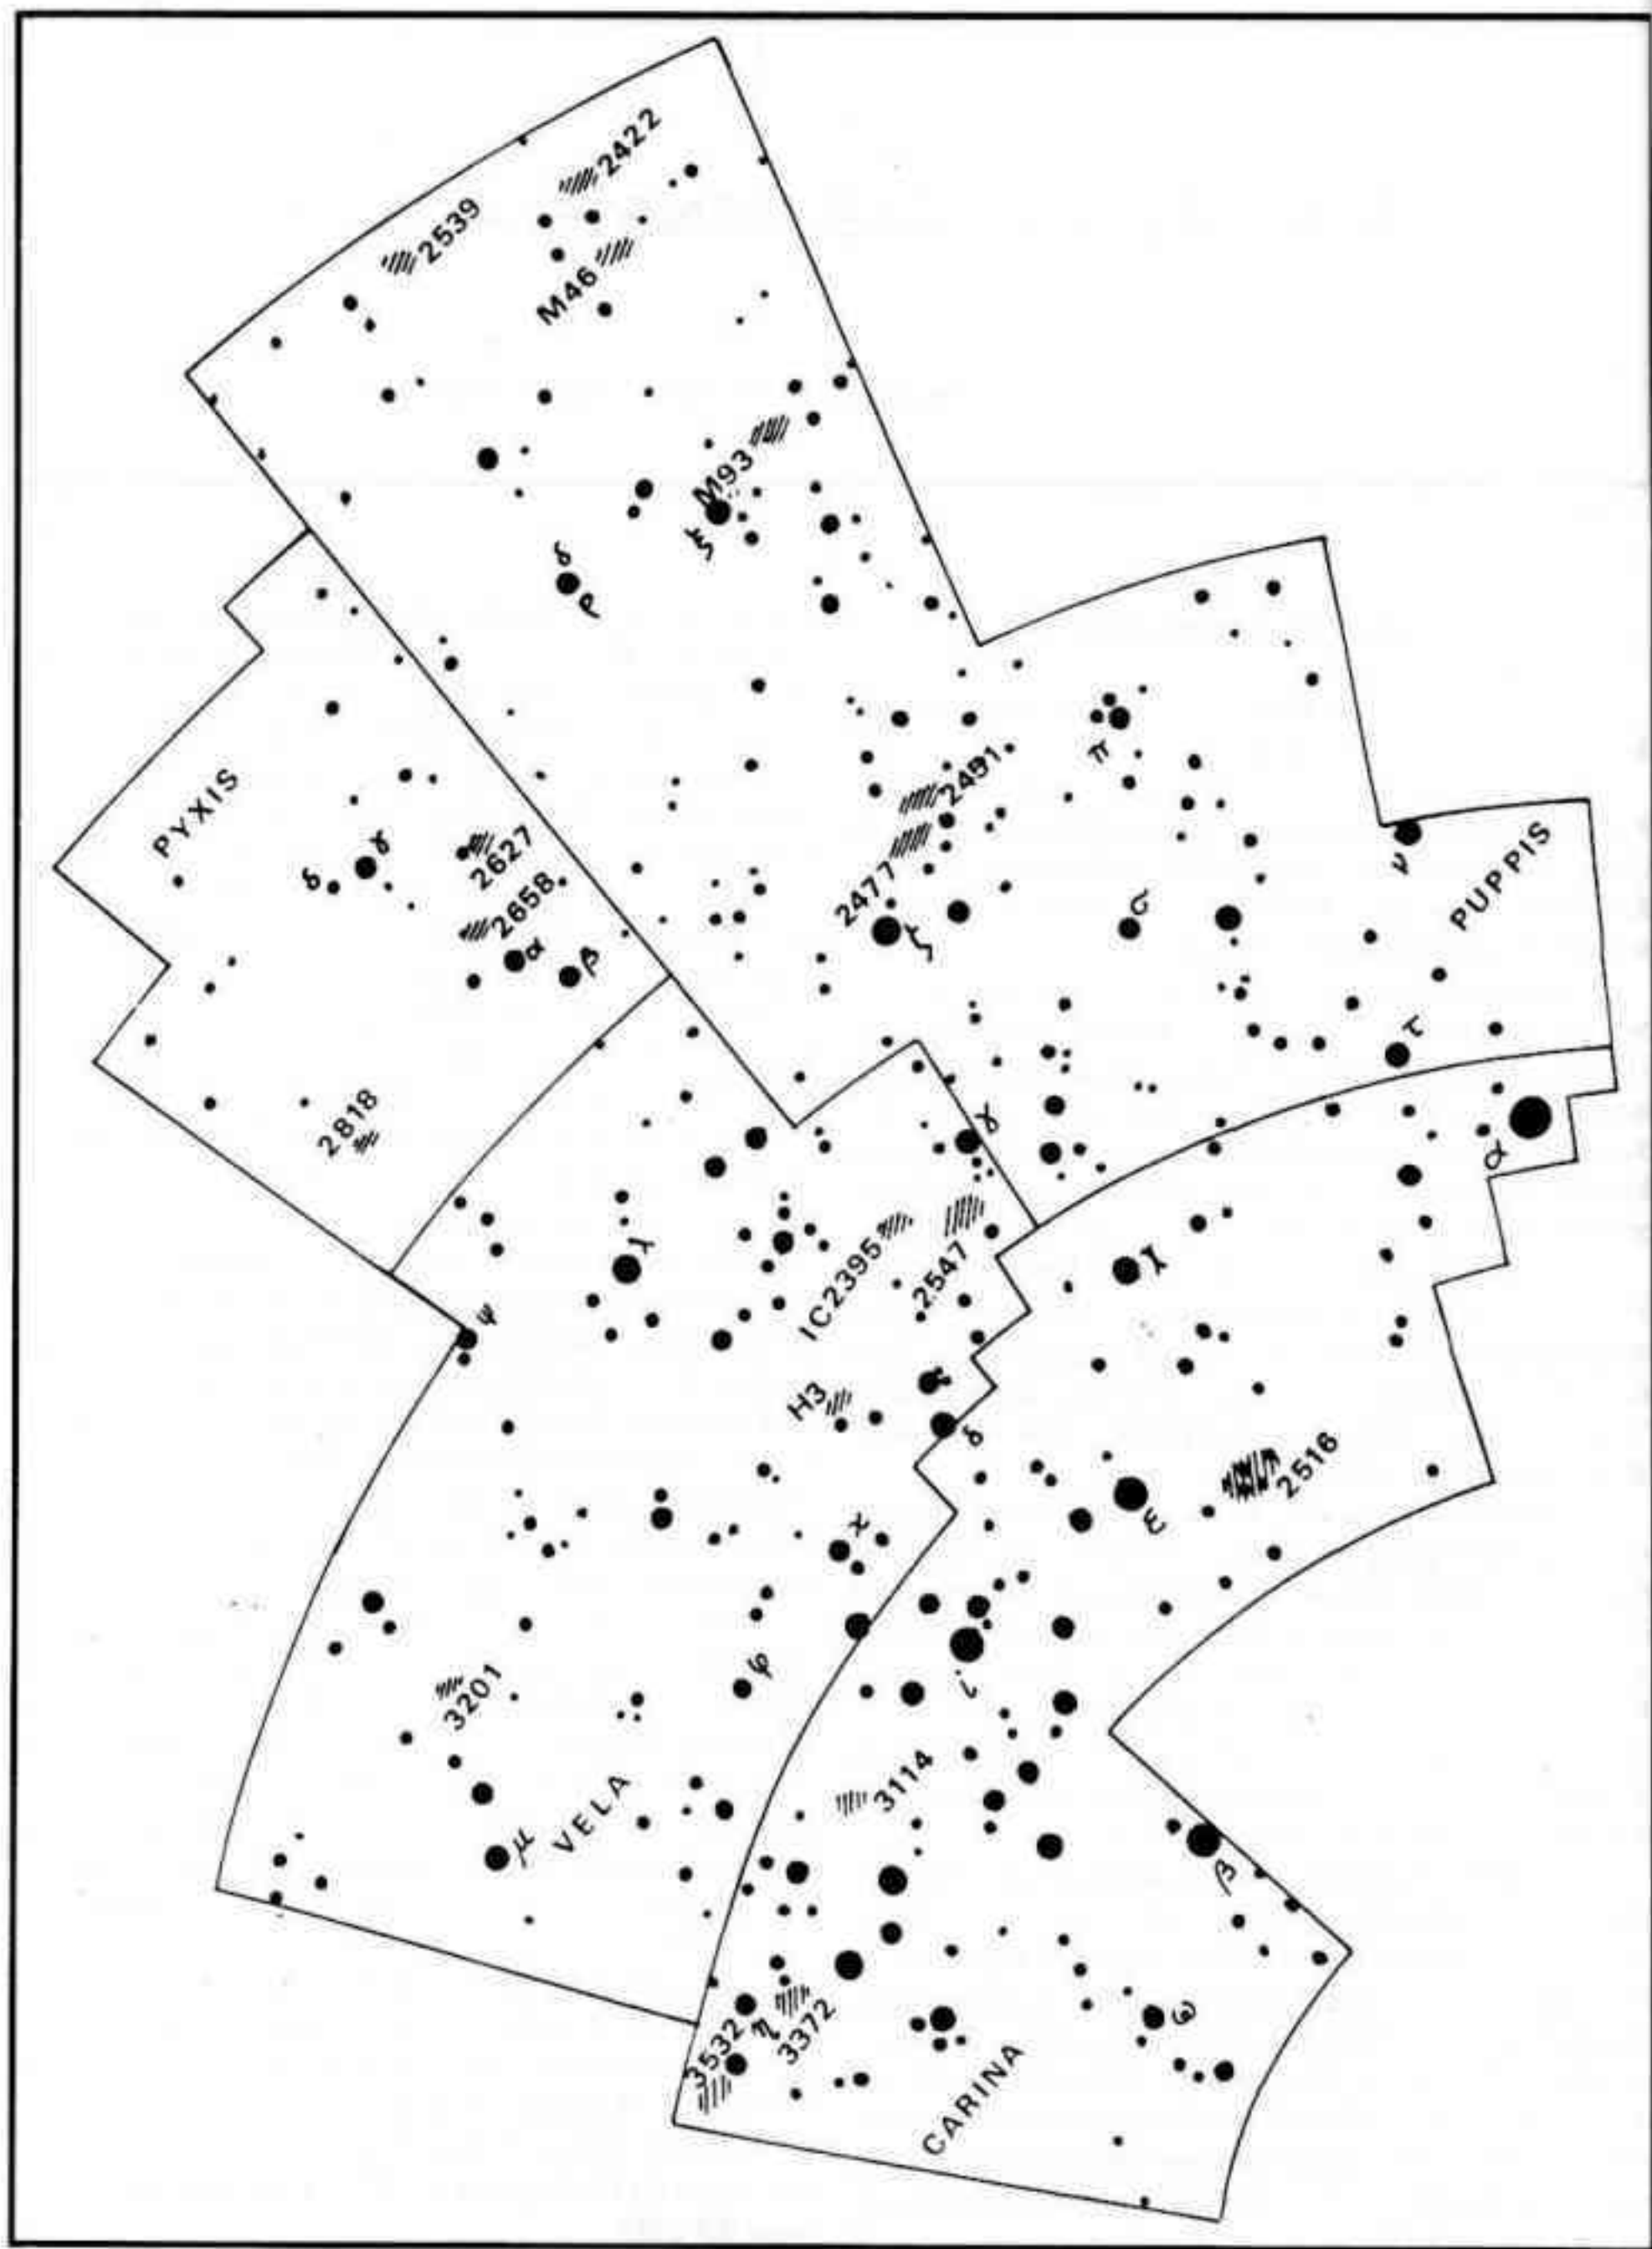 2422
2539
M46
M93
ξ
δ
ρ
π
2451
PYXIS
γ
δ
2627
2658
α
β
2477
ζ
σ
ν
PUPPIS
τ
2818
γ
α
λ
IC2395
2547
χ
ψ
H3
δ
2516
ε
κ
φ
ι
3201
3114
VELA
μ
β
3532
η
3372
ω
CARINA